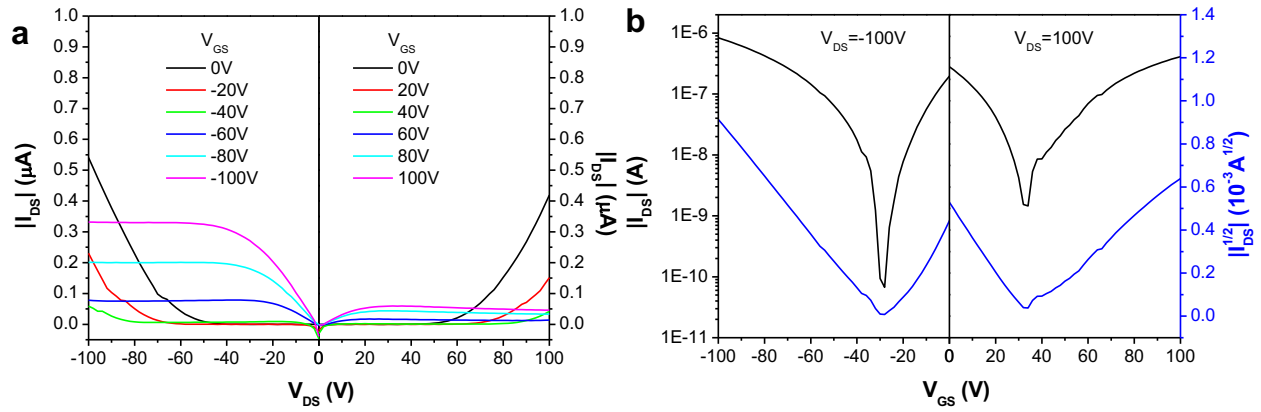 a
1.0
0.9
0.8
0.7
0.6
0.5
0.4
0.3
0.2
0.1
0.0
|I_DS| (μA)
V_GS
0V
-20V
-40V
-60V
-80V
-100V
V_GS
0V
20V
40V
60V
80V
100V
1.0
0.9
0.8
0.7
0.6
0.5
0.4
0.3
0.2
0.1
0.0
|I_DS| (μA)
-100 -80 -60 -40 -20 0 20 40 60 80 100
V_DS (V)
b
1E-6
1E-7
1E-8
1E-9
1E-10
1E-11
|I_DS| (A)
V_DS=-100V
V_DS=100V
1.4
1.2
1.0
0.8
0.6
0.4
0.2
0.0
|I_DS^1/2| (10^-3A^1/2)
-100 -80 -60 -40 -20 0 20 40 60 80 100
V_GS (V)